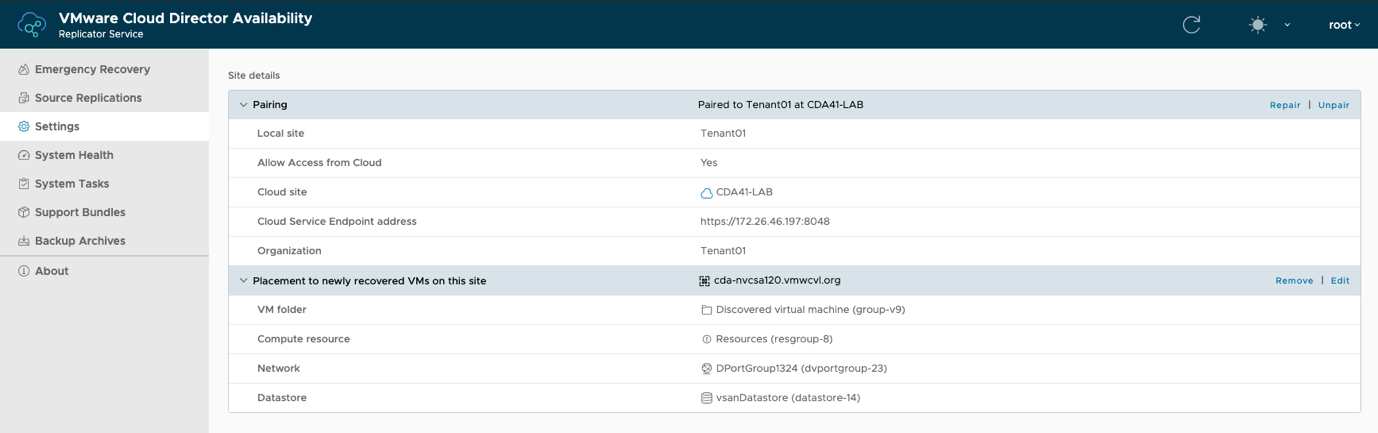 VMware Cloud Director Availability
Replicator Service
root
Emergency Recovery
Source Replications
Settings
System Health
System Tasks
Support Bundles
Backup Archives
About
Site details
Pairing Paired to Tenant01 at CDA41-LAB Repair | Unpair
Local site Tenant01
Allow Access from Cloud Yes
Cloud site CDA41-LAB
Cloud Service Endpoint address https://172.26.46.197:8048
Organization Tenant01
Placement to newly recovered VMs on this site cda-nvcsa120.vmwcvl.org Remove | Edit
VM folder Discovered virtual machine (group-v9)
Compute resource Resources (resgroup-8)
Network DPortGroup1324 (dvportgroup-23)
Datastore vsanDatastore (datastore-14)